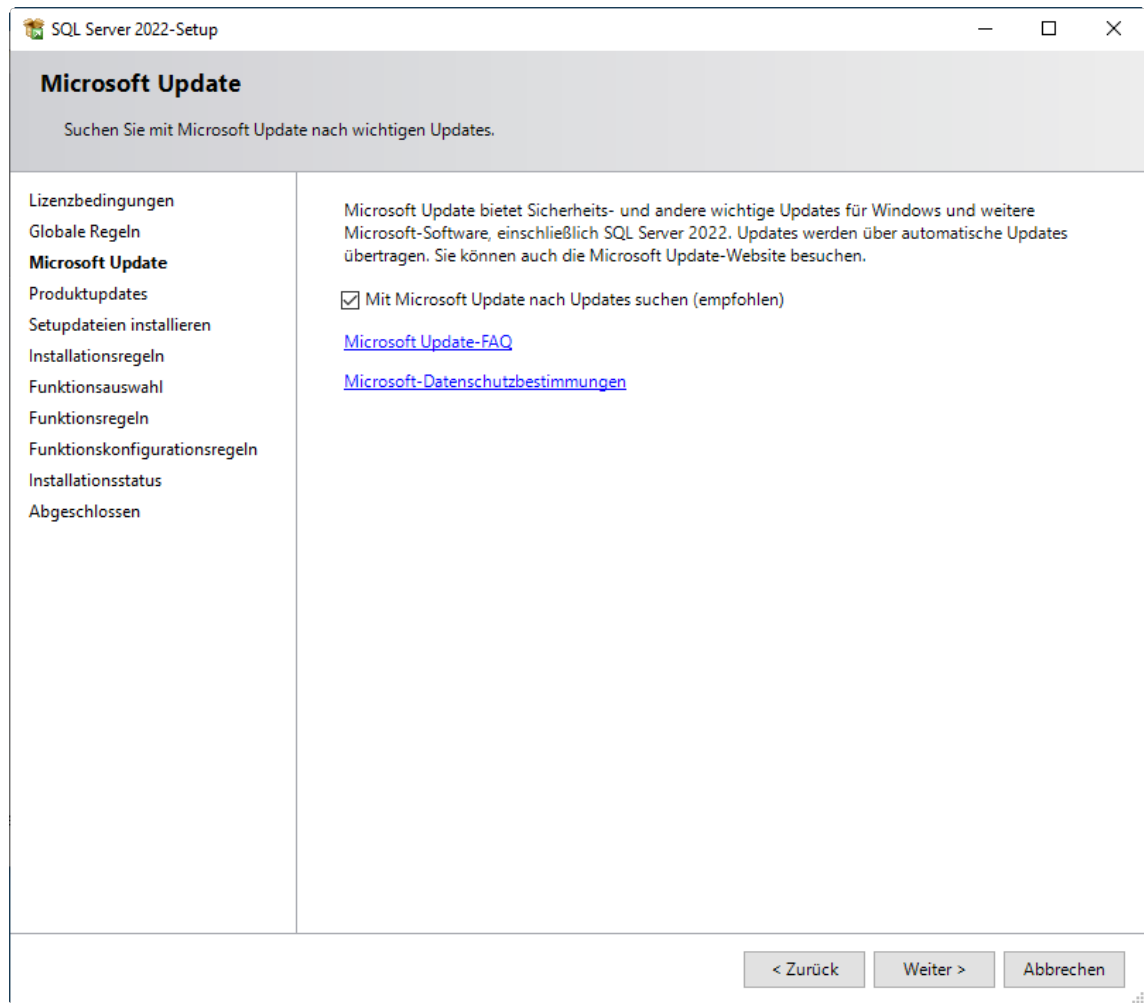 SQL Server 2022-Setup
Microsoft Update
Suchen Sie mit Microsoft Update nach wichtigen Updates.
Lizenzbedingungen
Globale Regeln
Microsoft Update
Produktupdates
Setupdateien installieren
Installationsregeln
Funktionsauswahl
Funktionsregeln
Funktionskonfigurationsregeln
Installationsstatus
Abgeschlossen
Microsoft Update bietet Sicherheits- und andere wichtige Updates für Windows und weitere
Microsoft-Software, einschließlich SQL Server 2022. Updates werden über automatische Updates
übertragen. Sie können auch die Microsoft Update-Website besuchen.
Mit Microsoft Update nach Updates suchen (empfohlen)
Microsoft Update-FAQ
Microsoft-Datenschutzbestimmungen
< Zurück
Weiter >
Abbrechen